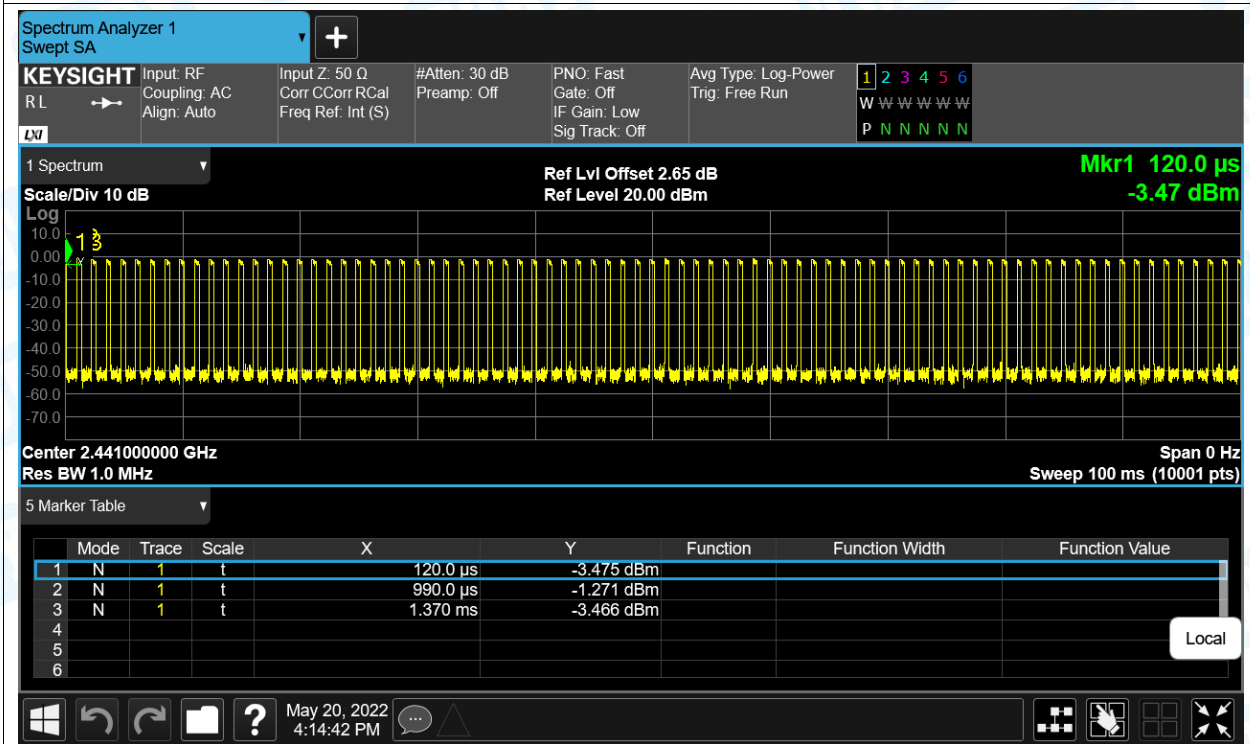 Spectrum Analyzer 1
Swept SA
KEYSIGHT
R L
LXI
Input: RF
Coupling: AC
Align: Auto
Input Z: 50 Ω
Corr CCorr RCal
Freq Ref: Int (S)
#Atten: 30 dB
Preamp: Off
PNO: Fast
Gate: Off
IF Gain: Low
Sig Track: Off
Avg Type: Log-Power
Trig: Free Run
1 2 3 4 5 6
W W W W W W
P N N N N N
1 Spectrum
Scale/Div 10 dB
Ref Lvl Offset 2.65 dB
Ref Level 20.00 dBm
Mkr1 120.0 µs
-3.47 dBm
Log
10.0
0.00
-10.0
-20.0
-30.0
-40.0
-50.0
-60.0
-70.0
1 3
Center 2.441000000 GHz
Span 0 Hz
Res BW 1.0 MHz
Sweep 100 ms (10001 pts)
5 Marker Table
Mode Trace Scale X Y Function Function Width Function Value
1 N 1 t 120.0 µs -3.475 dBm
2 N 1 t 990.0 µs -1.271 dBm
3 N 1 t 1.370 ms -3.466 dBm
4
5
6
Local
?
May 20, 2022
4:14:42 PM